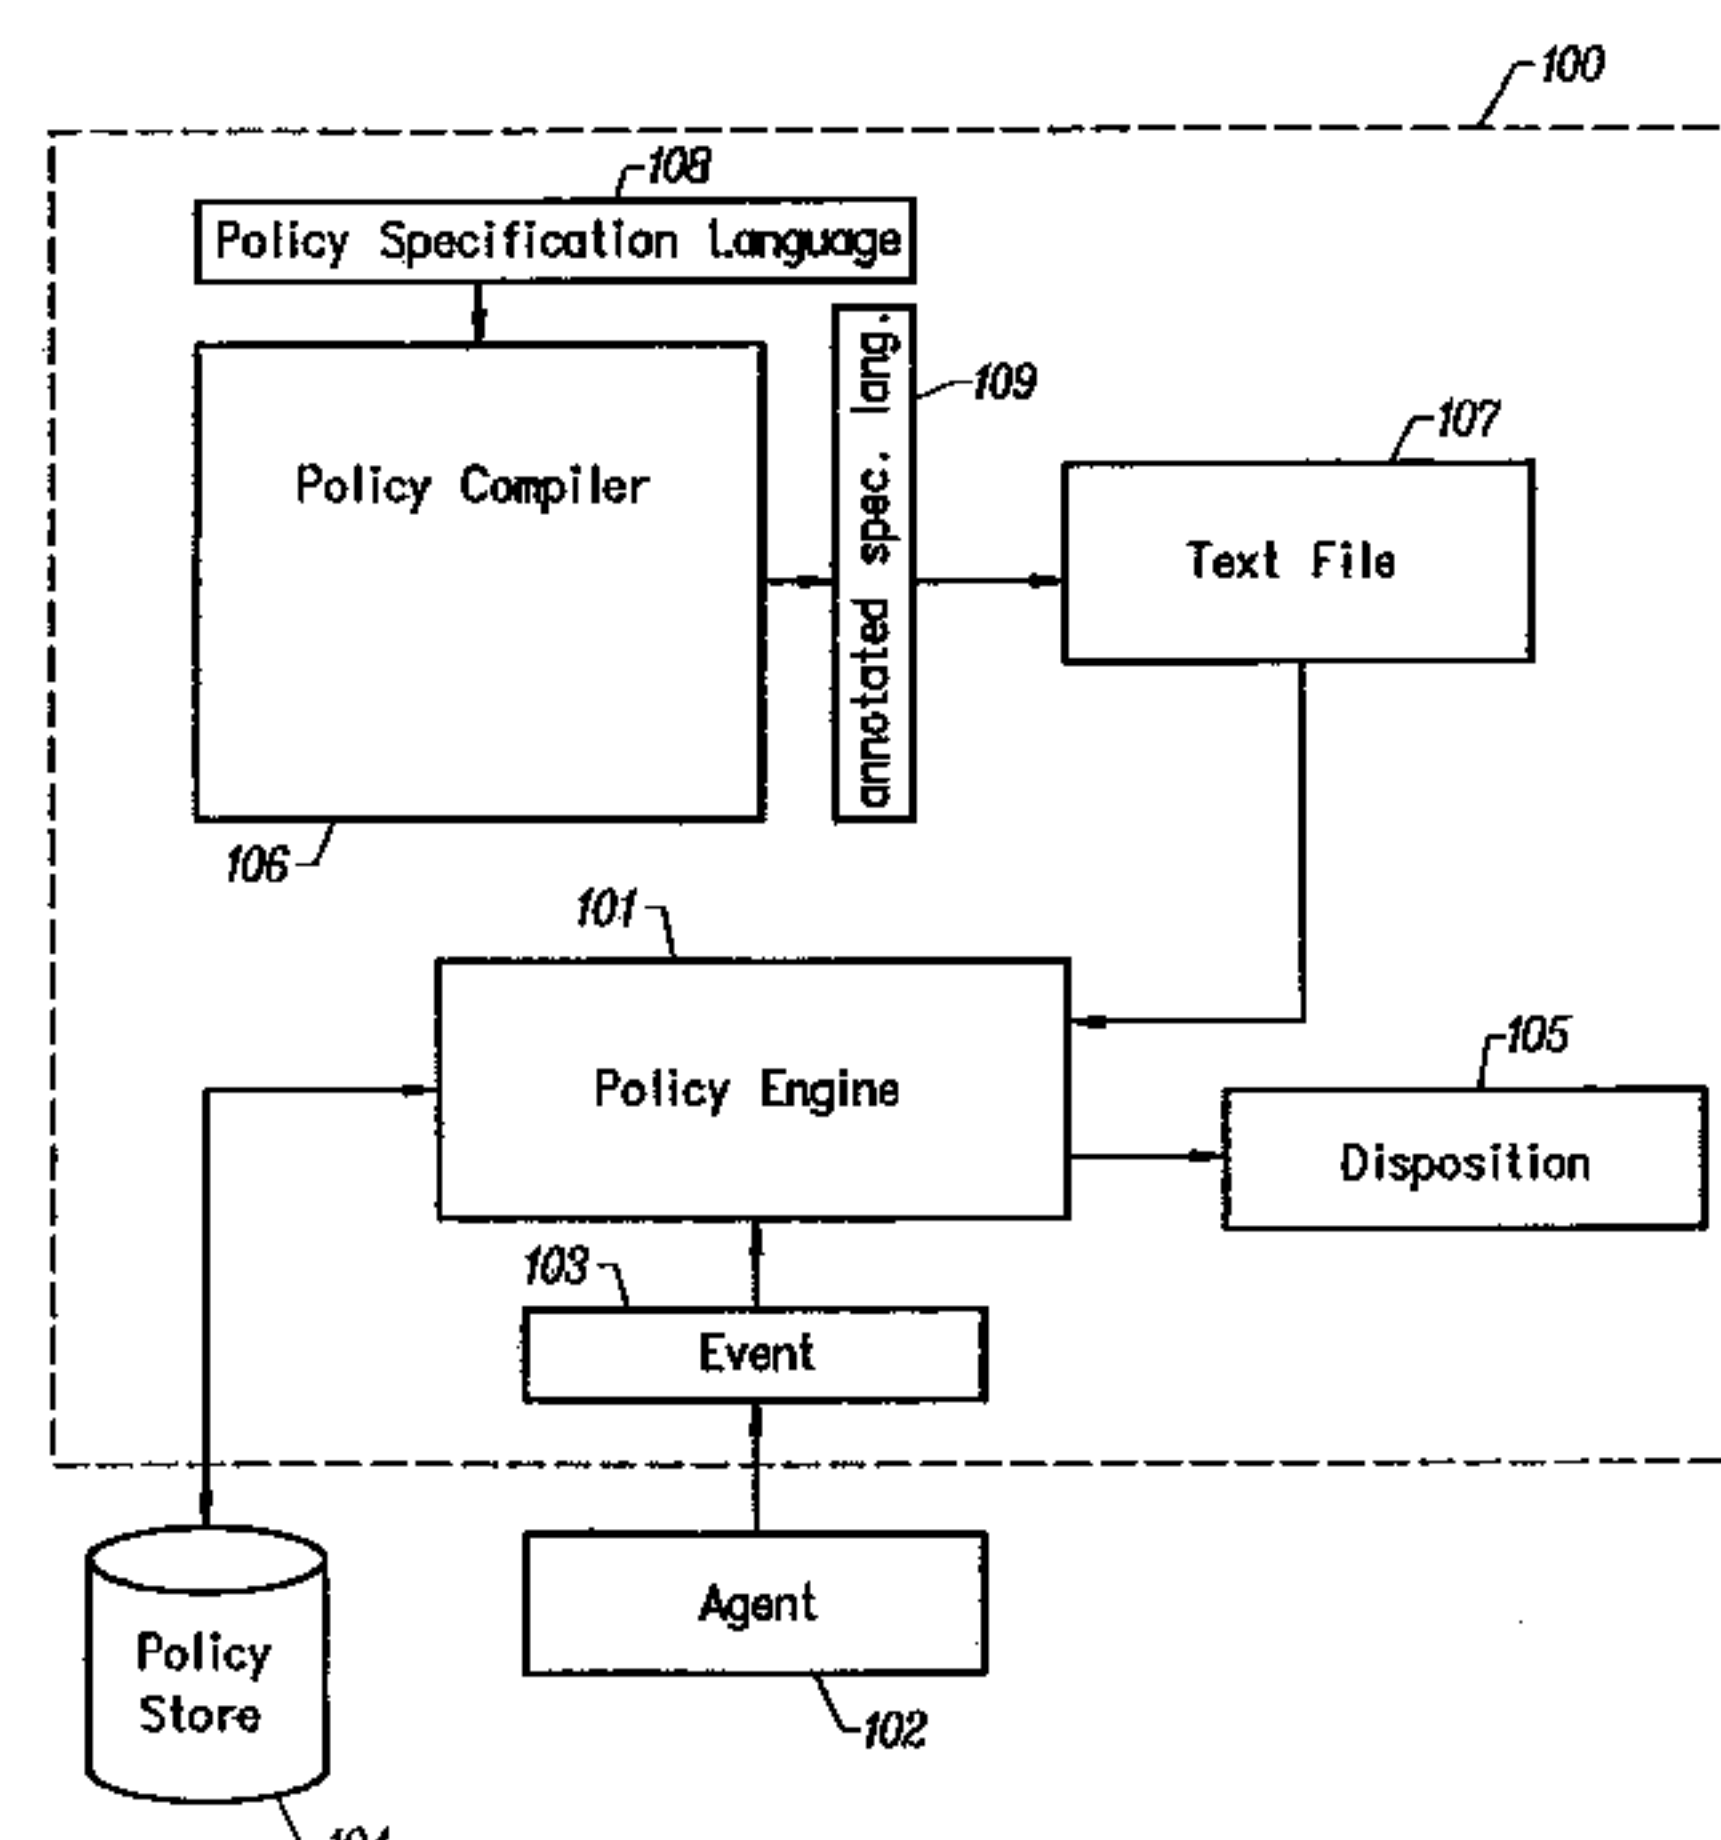 100
108
Policy Specification Language
annotated spec. lang.
109
107
Policy Compiler
Text File
106
101
Policy Engine
105
Disposition
103
Event
Agent
Policy
Store
102